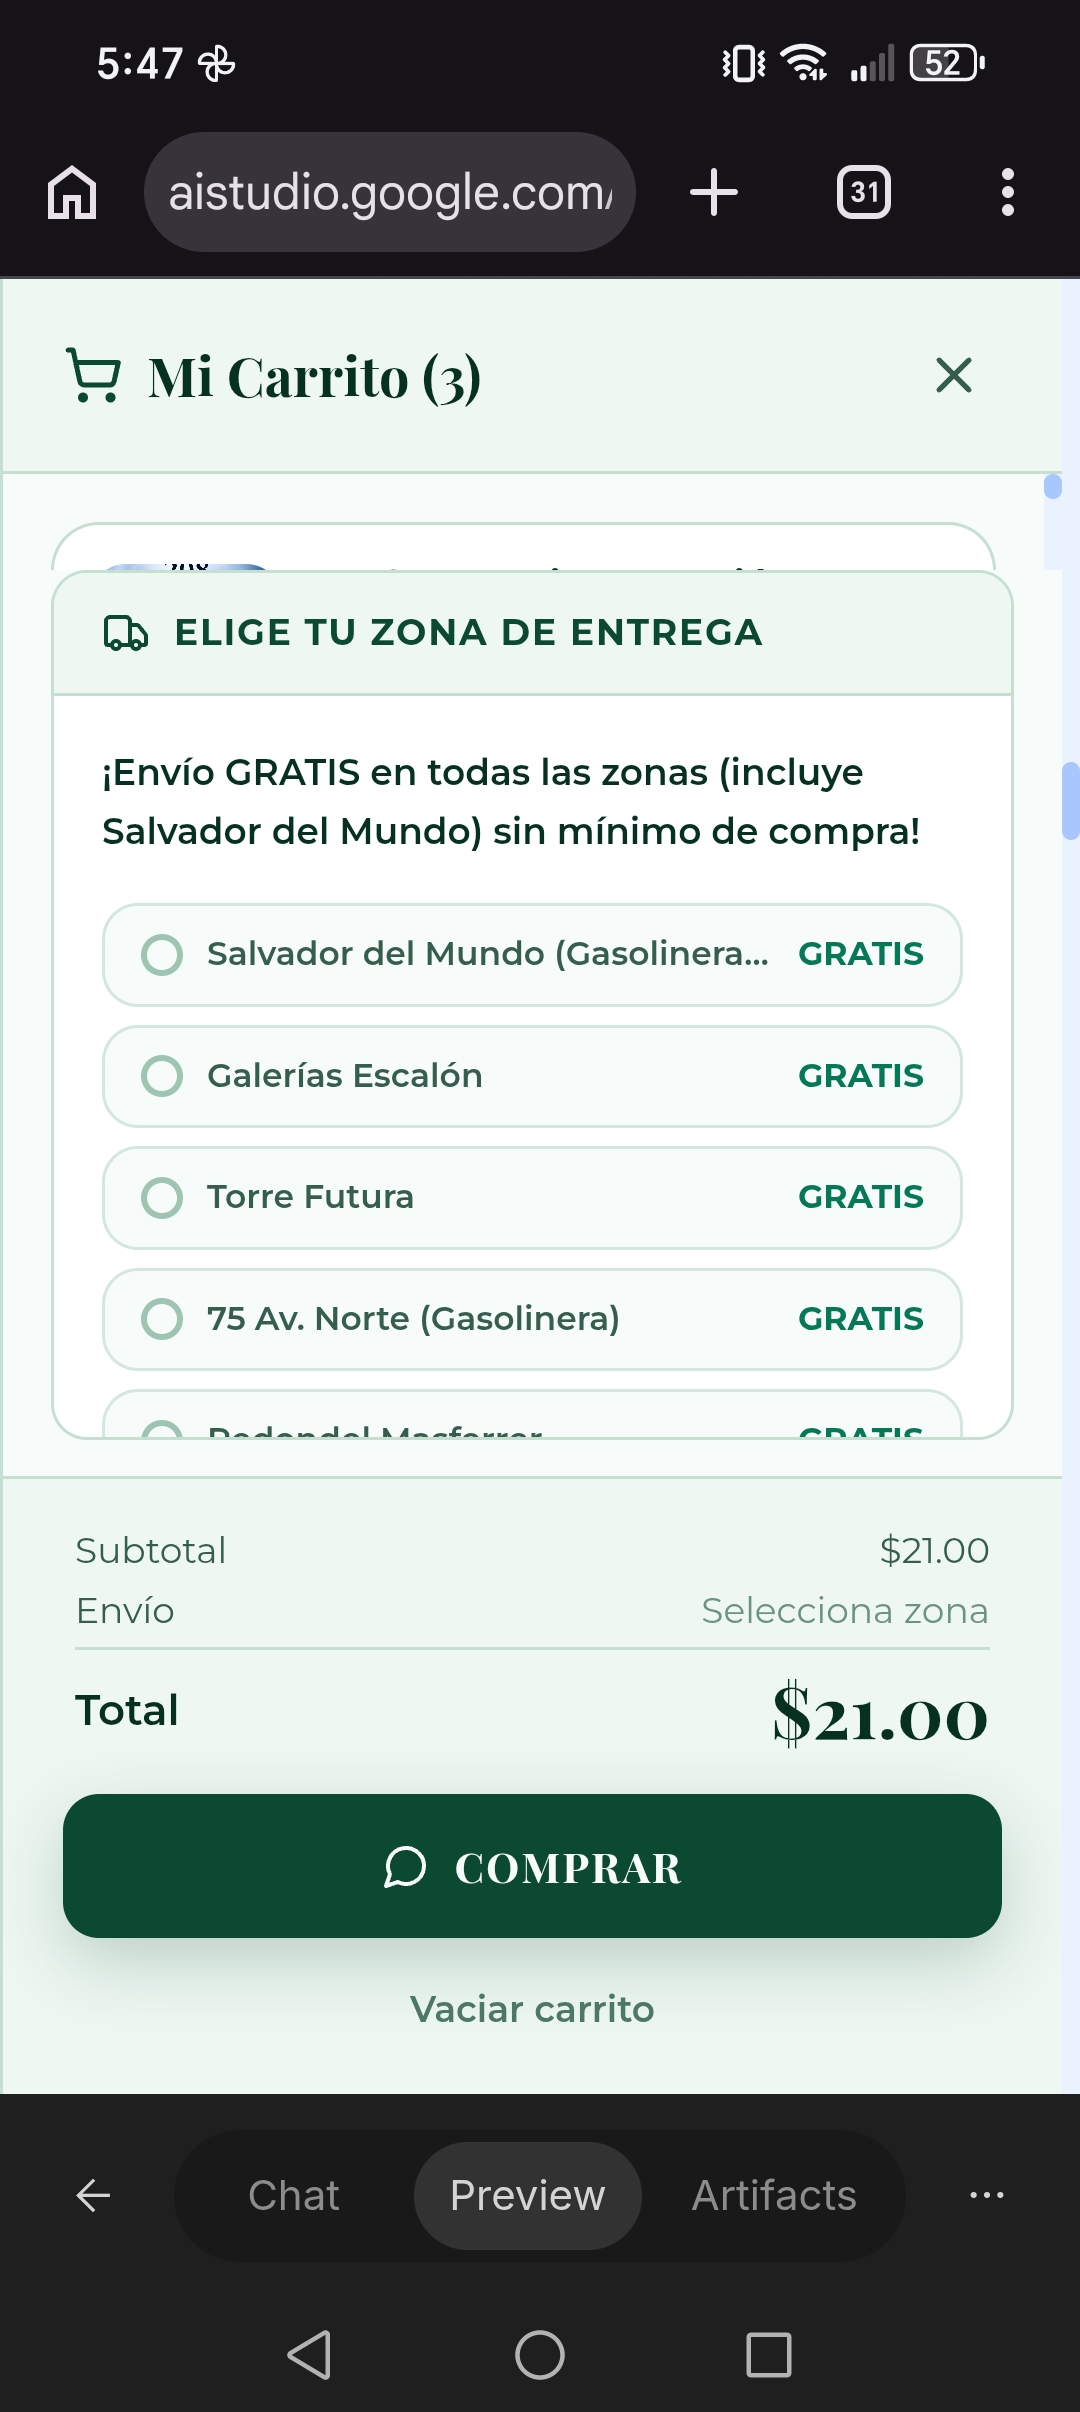 5:47
52
aistudio.google.com/
31
Mi Carrito (3)
ELIGE TU ZONA DE ENTREGA
¡Envío GRATIS en todas las zonas (incluye
Salvador del Mundo) sin mínimo de compra!
Salvador del Mundo (Gasolinera... GRATIS
Galerías Escalón GRATIS
Torre Futura GRATIS
75 Av. Norte (Gasolinera) GRATIS
Redondel Masferrer GRATIS
Subtotal $21.00
Envío Selecciona zona
Total $21.00
COMPRAR
Vaciar carrito
Chat Preview Artifacts